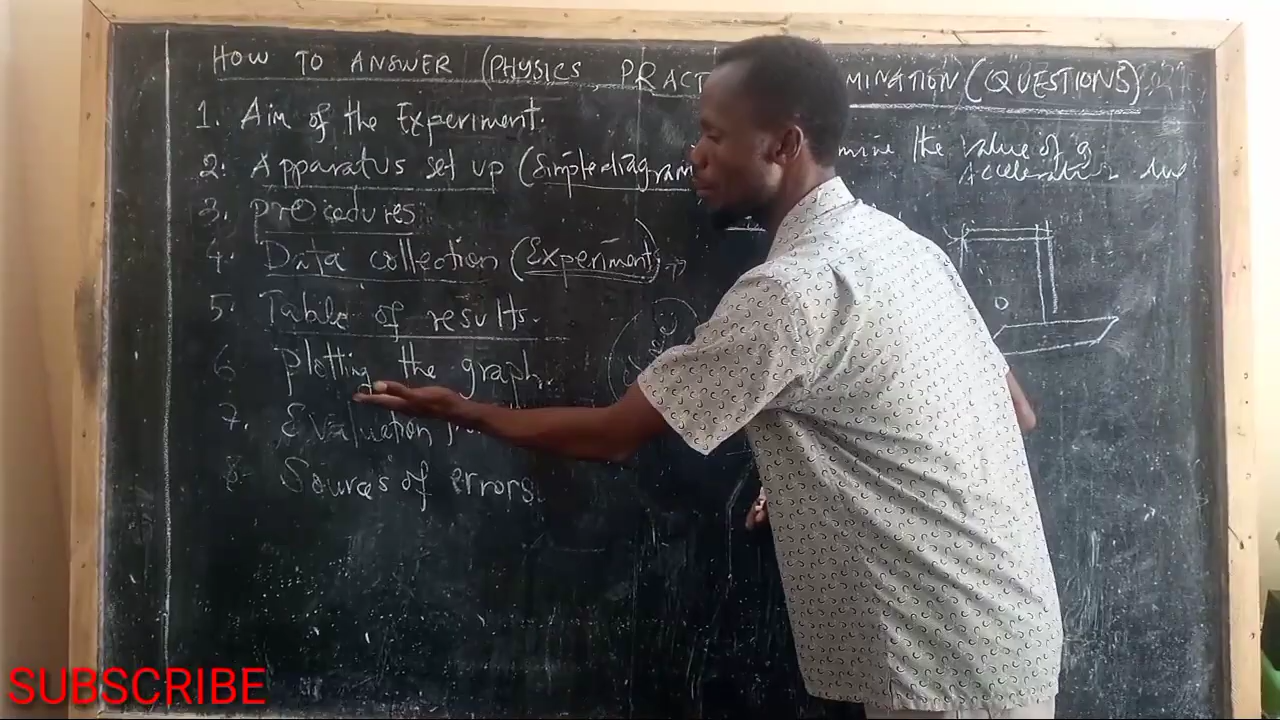 HOW TO ANSWER (PHYSICS PRACT MINATION (QUESTIONS)
1. Aim of the Experiment.
2. Apparatus set up (Simple diagram
3. procedures
4. Data collection (Experiment)
5. Table of results.
6 plotting the graph.
7. Evaluation
8. Sources of errors.
mine the value of g
Acceleration due
SUBSCRIBE